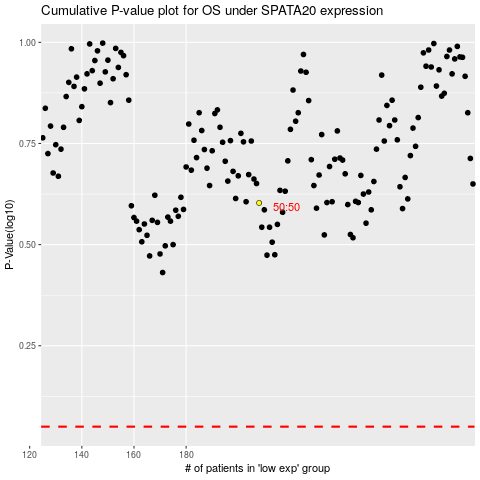 Cumulative P-value plot for OS under SPATA20 expression
P-Value(log10)
1.00
0.75
0.50
0.25
50:50
120 140 160 180
# of patients in 'low exp' group